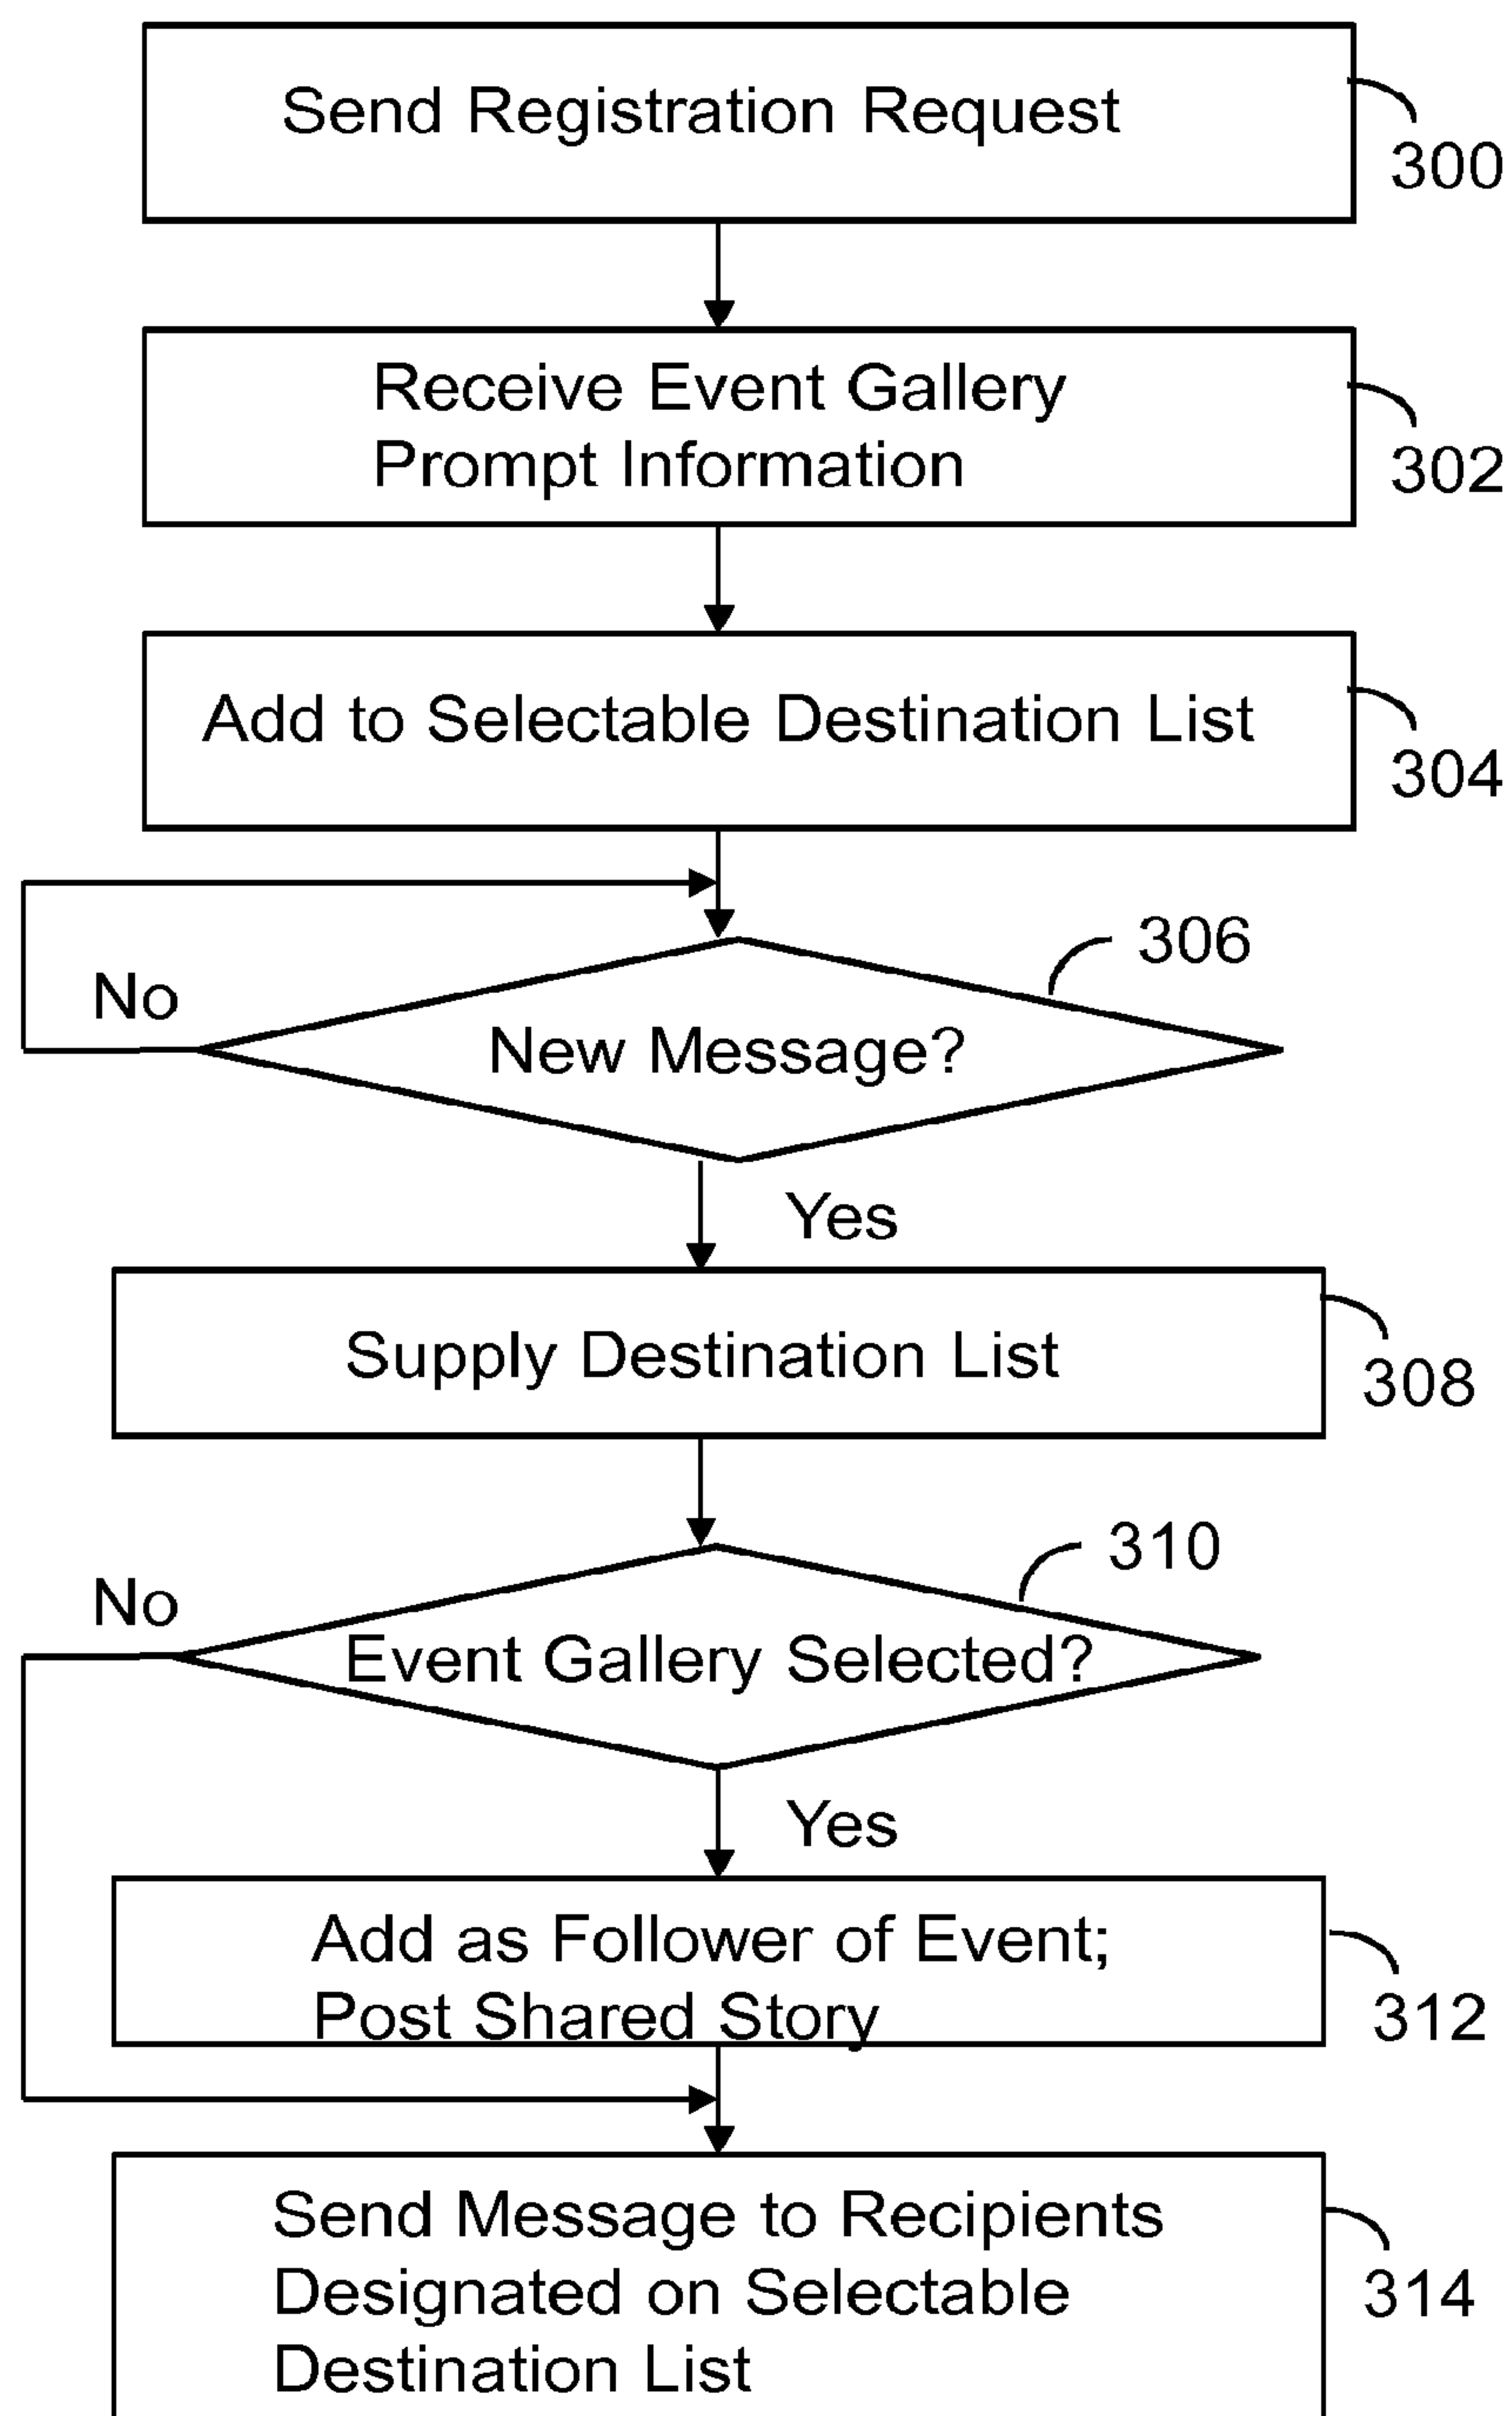 Send Registration Request
300
Receive Event Gallery
Prompt Information
302
Add to Selectable Destination List
304
306
No
New Message?
Yes
Supply Destination List
308
310
No
Event Gallery Selected?
Yes
Add as Follower of Event;
Post Shared Story
312
Send Message to Recipients
Designated on Selectable
Destination List
314